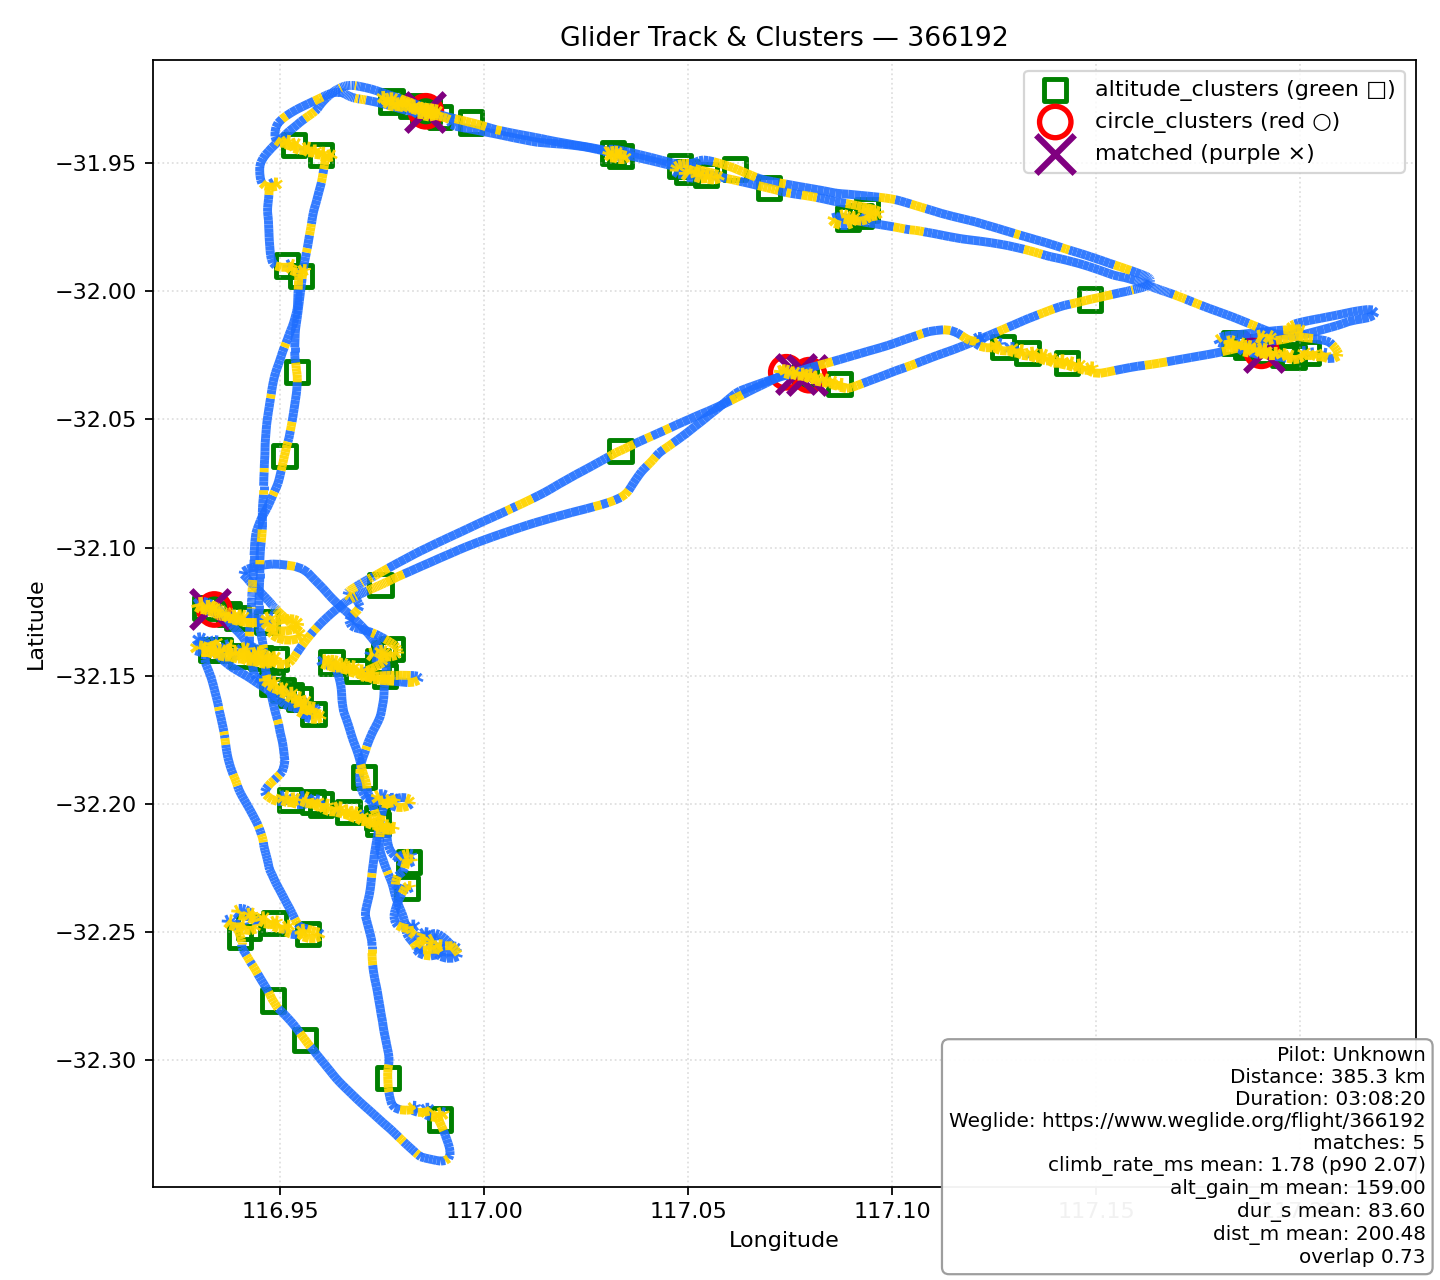 Glider Track & Clusters — 366192
altitude_clusters (green □)
circle_clusters (red ○)
matched (purple ×)
Latitude
−31.95
−32.00
−32.05
−32.10
−32.15
−32.20
−32.25
−32.30
116.95
117.00
117.05
117.10
117.15
Longitude
Pilot: Unknown
Distance: 385.3 km
Duration: 03:08:20
Weglide: https://www.weglide.org/flight/366192
matches: 5
climb_rate_ms mean: 1.78 (p90 2.07)
alt_gain_m mean: 159.00
dur_s mean: 83.60
dist_m mean: 200.48
overlap 0.73